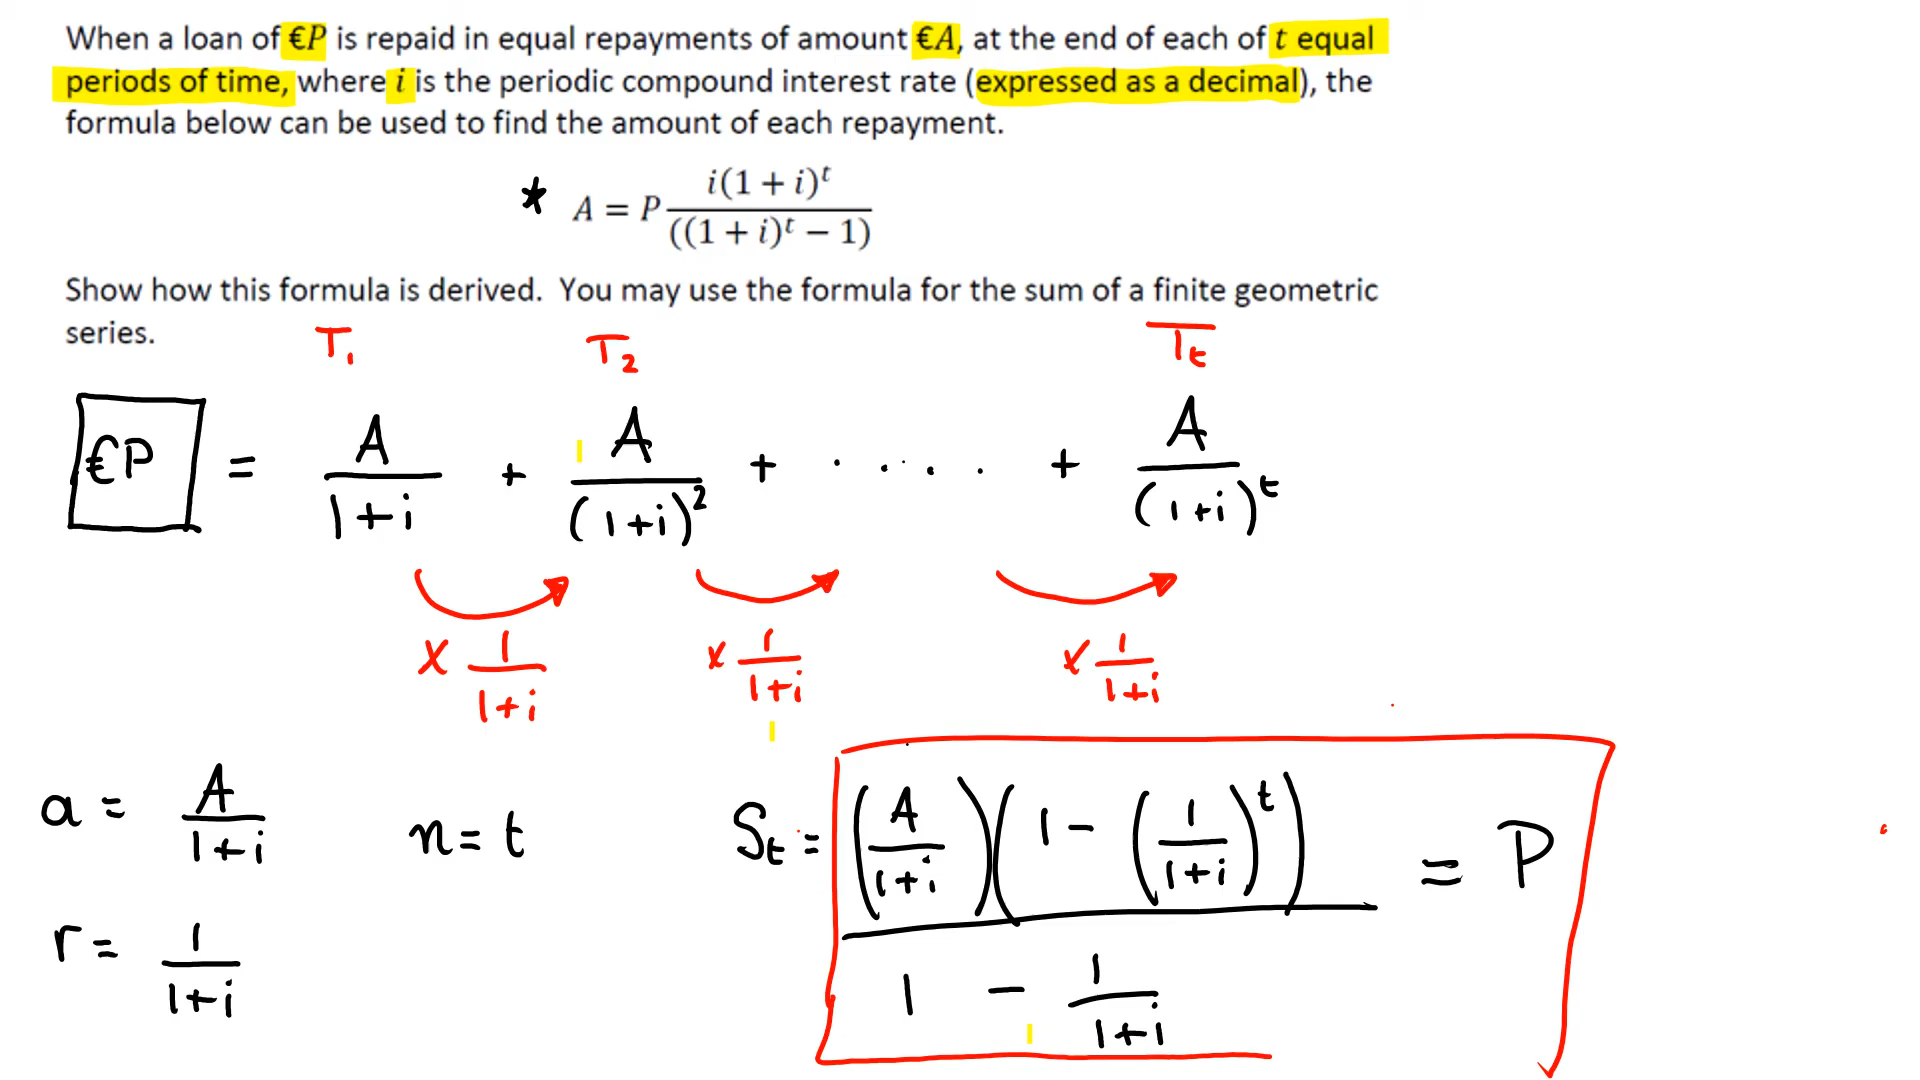 When a loan of €P is repaid in equal repayments of amount €A, at the end of each of t equal
periods of time, where i is the periodic compound interest rate (expressed as a decimal), the
formula below can be used to find the amount of each repayment.
* A = P i(1 + i)^t / ((1 + i)^t − 1)
Show how this formula is derived. You may use the formula for the sum of a finite geometric
series.
T₁ T₂ Tₜ
€P = A/(1+i) + A/(1+i)² + ..... + A/(1+i)^t
x 1/(1+i) x 1/(1+i) x 1/(1+i)
a = A/(1+i) n = t Sₜ = (A/(1+i))(1 − (1/(1+i))^t) / (1 − 1/(1+i)) = P
r = 1/(1+i)